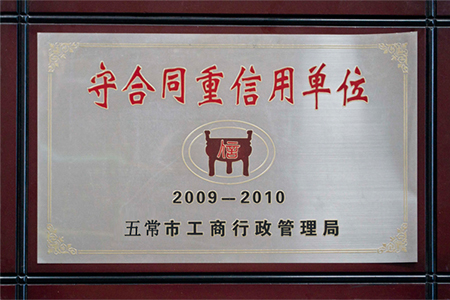 守合同重信用单位
信
2009—2010
五常市工商行政管理局